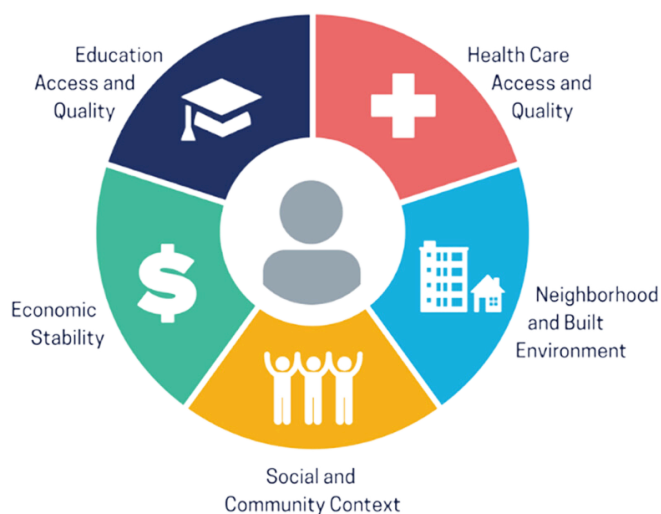 Education
Access and
Quality
Health Care
Access and
Quality
$
Economic
Stability
Neighborhood
and Built
Environment
Social and
Community Context